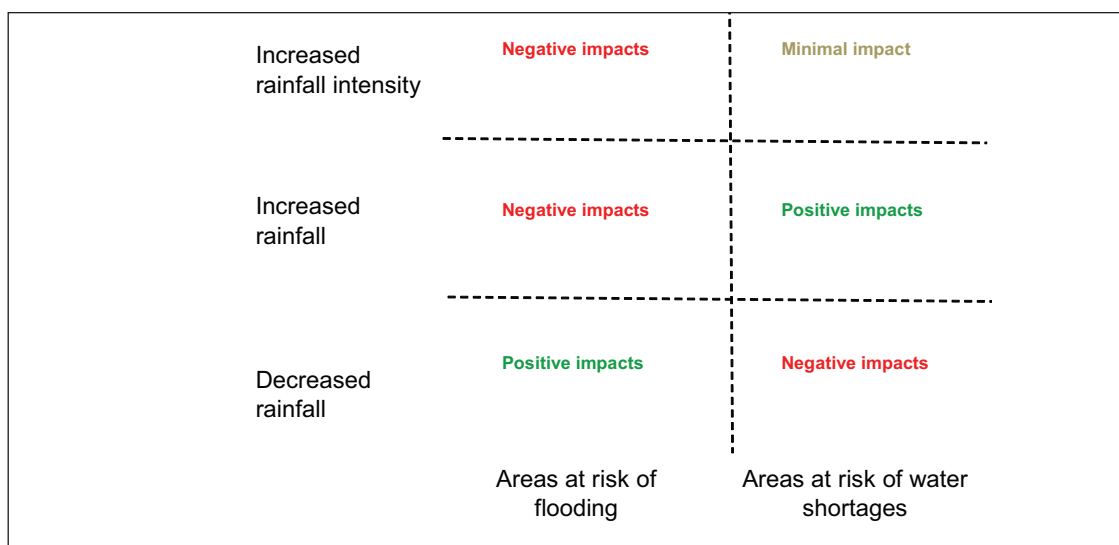 Increased
rainfall intensity
Negative impacts
Minimal impact
Increased
rainfall
Negative impacts
Positive impacts
Decreased
rainfall
Positive impacts
Negative impacts
Areas at risk of
flooding
Areas at risk of water
shortages